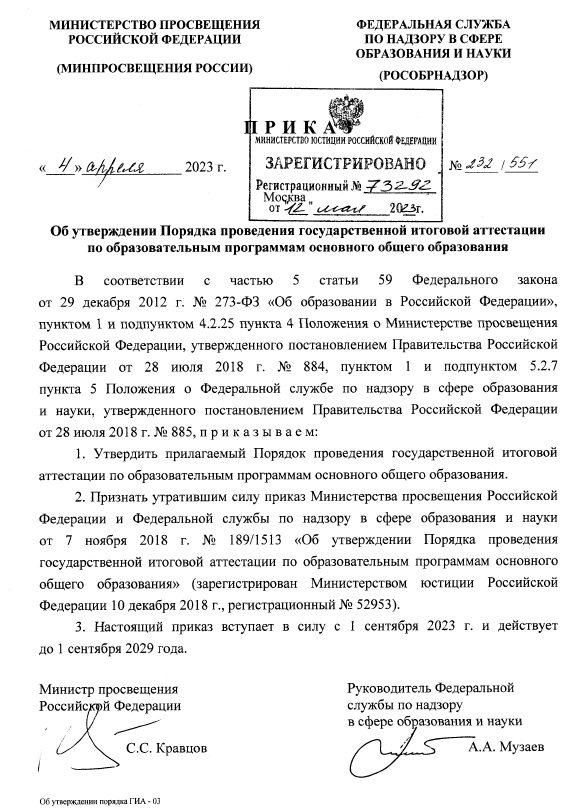 МИНИСТЕРСТВО ПРОСВЕЩЕНИЯ
РОССИЙСКОЙ ФЕДЕРАЦИИ
(МИНПРОСВЕЩЕНИЯ РОССИИ)
ФЕДЕРАЛЬНАЯ СЛУЖБА
ПО НАДЗОРУ В СФЕРЕ
ОБРАЗОВАНИЯ И НАУКИ
(РОСОБРНАДЗОР)
П Р И К А З
МИНИСТЕРСТВО ЮСТИЦИИ РОССИЙСКОЙ ФЕДЕРАЦИИ
ЗАРЕГИСТРИРОВАНО
Регистрационный № 73292
от "12" мая 2023г.
« 4 » апреля 2023 г.
Москва
№ 232 / 551
Об утверждении Порядка проведения государственной итоговой аттестации
по образовательным программам основного общего образования
В соответствии с частью 5 статьи 59 Федерального закона
от 29 декабря 2012 г. № 273-ФЗ «Об образовании в Российской Федерации»,
пунктом 1 и подпунктом 4.2.25 пункта 4 Положения о Министерстве просвещения
Российской Федерации, утвержденного постановлением Правительства Российской
Федерации от 28 июля 2018 г. № 884, пунктом 1 и подпунктом 5.2.7
пункта 5 Положения о Федеральной службе по надзору в сфере образования
и науки, утвержденного постановлением Правительства Российской Федерации
от 28 июля 2018 г. № 885, п р и к а з ы в а е м:
1. Утвердить прилагаемый Порядок проведения государственной итоговой
аттестации по образовательным программам основного общего образования.
2. Признать утратившим силу приказ Министерства просвещения Российской
Федерации и Федеральной службы по надзору в сфере образования и науки
от 7 ноября 2018 г. № 189/1513 «Об утверждении Порядка проведения
государственной итоговой аттестации по образовательным программам основного
общего образования» (зарегистрирован Министерством юстиции Российской
Федерации 10 декабря 2018 г., регистрационный № 52953).
3. Настоящий приказ вступает в силу с 1 сентября 2023 г. и действует
до 1 сентября 2029 года.
Министр просвещения
Российской Федерации
С.С. Кравцов
Руководитель Федеральной
службы по надзору
в сфере образования и науки
А.А. Музаев
Об утверждении порядка ГИА - 03